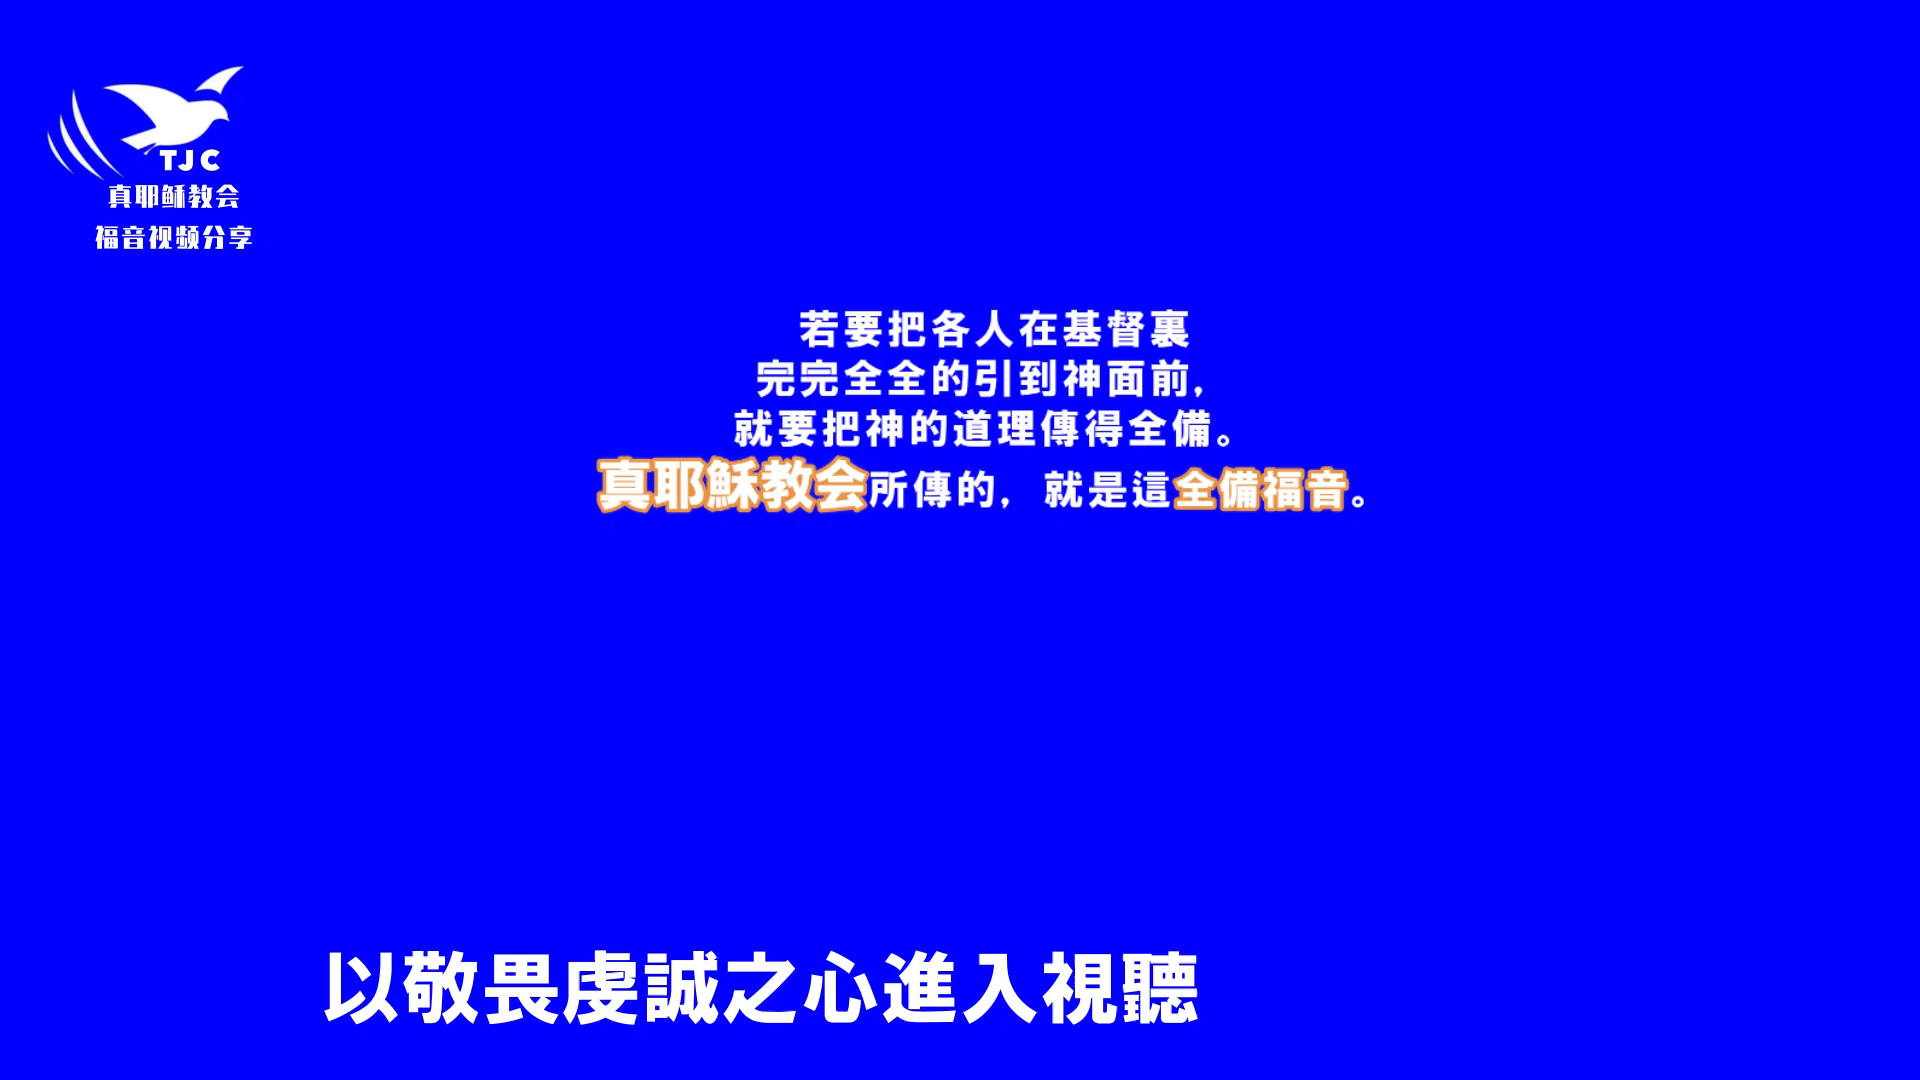 TJC
真耶稣教会
福音视频分享
若要把各人在基督裏
完完全全的引到神面前,
就要把神的道理傳得全備。
真耶穌教会所傳的, 就是這全備福音。
以敬畏虔誠之心進入視聽